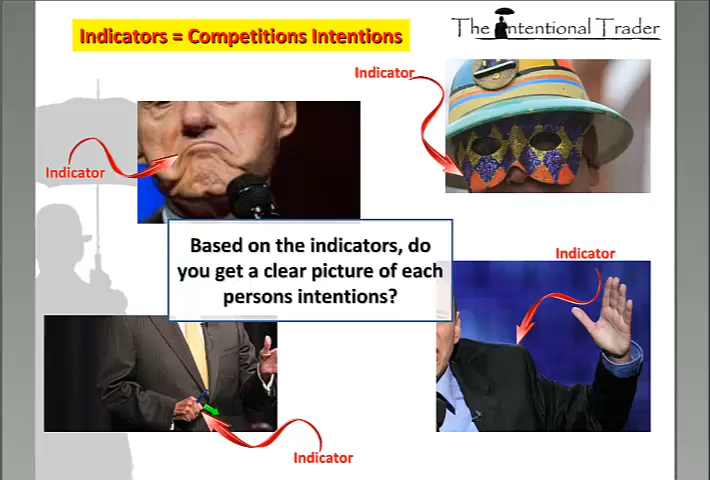 Indicators = Competitions Intentions
The Intentional Trader
Indicator
Indicator
Based on the indicators, do
you get a clear picture of each
persons intentions?
Indicator
Indicator